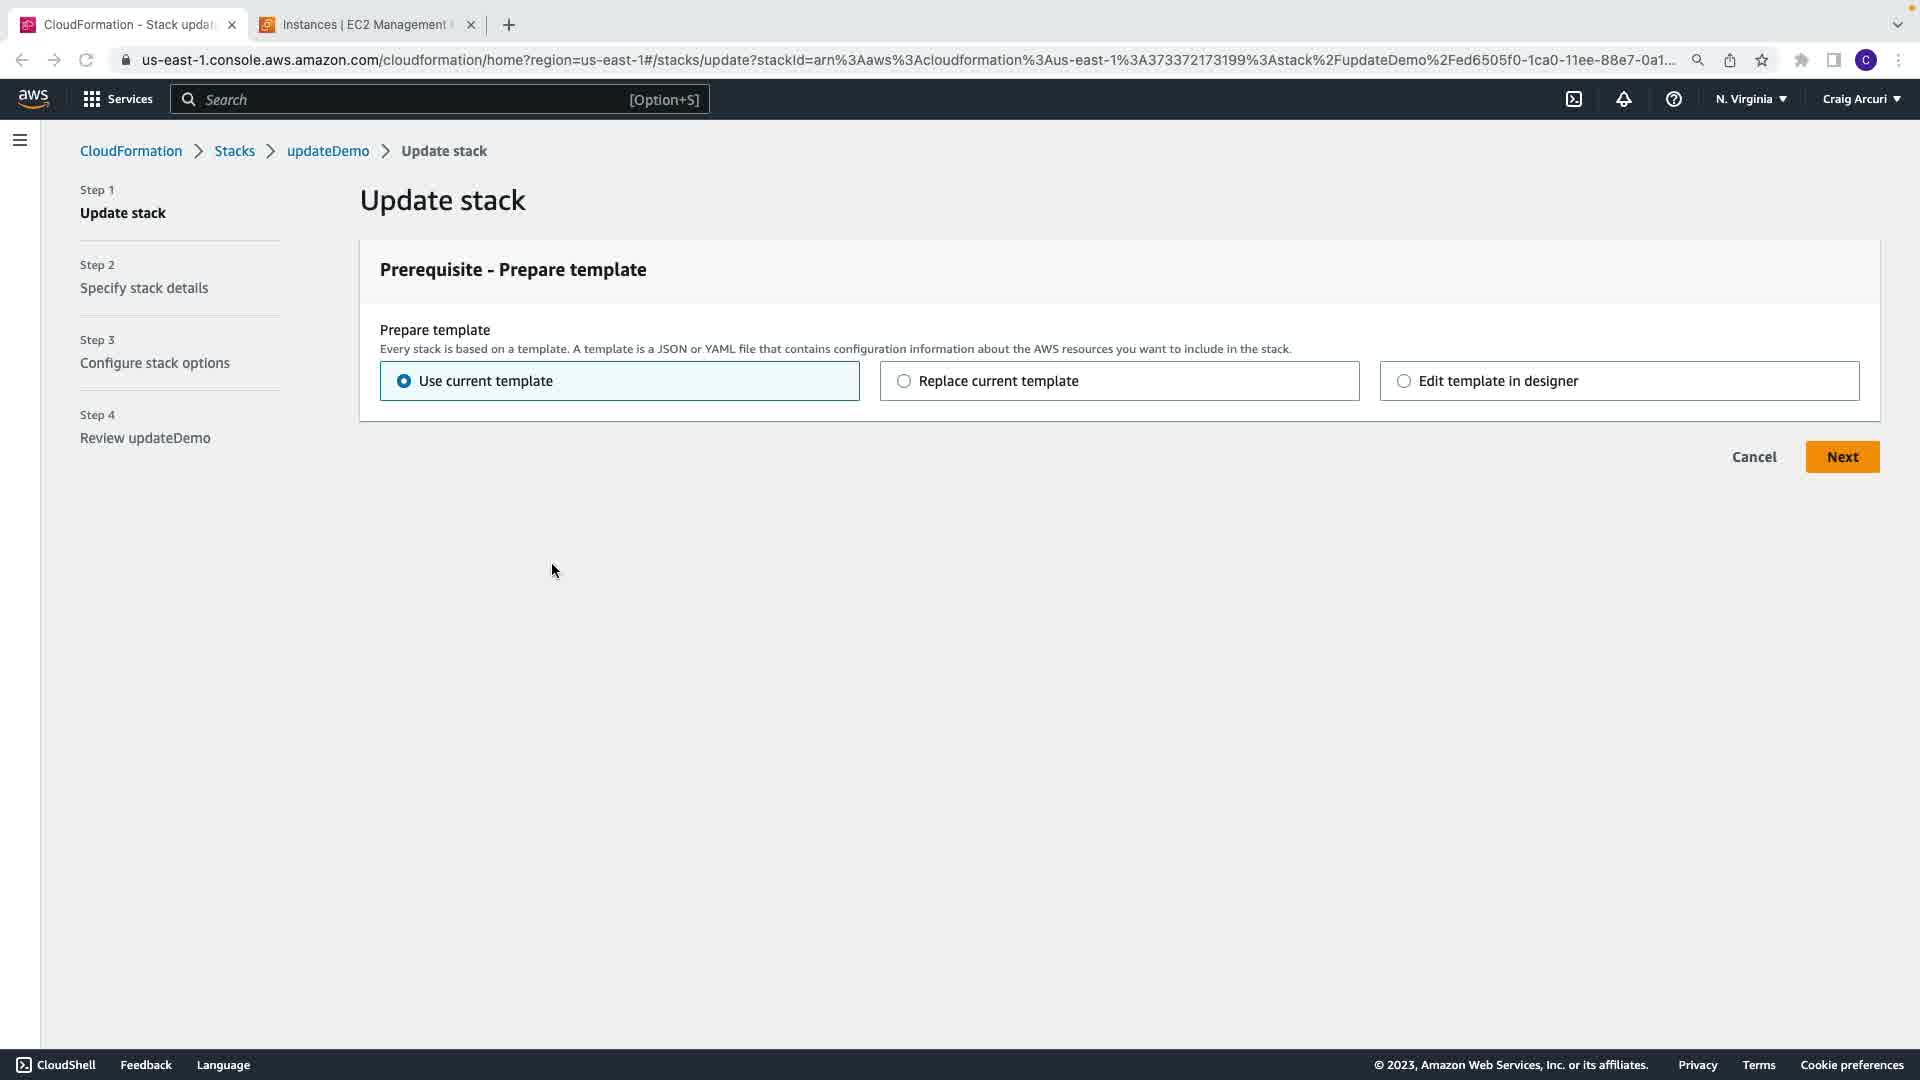 CloudFormation - Stack updat
Instances | EC2 Management
us-east-1.console.aws.amazon.com/cloudformation/home?region=us-east-1#/stacks/update?stackId=arn%3Aaws%3Acloudformation%3Aus-east-1%3A373372173199%3Astack%2FupdateDemo%2Fed6505f0-1ca0-11ee-88e7-0a1...
C
aws
Services
Search
[Option+S]
N. Virginia
Craig Arcuri
CloudFormation
Stacks
updateDemo
Update stack
Step 1
Update stack
Step 2
Specify stack details
Step 3
Configure stack options
Step 4
Review updateDemo
Update stack
Prerequisite - Prepare template
Prepare template
Every stack is based on a template. A template is a JSON or YAML file that contains configuration information about the AWS resources you want to include in the stack.
Use current template
Replace current template
Edit template in designer
Cancel
Next
CloudShell
Feedback
Language
© 2023, Amazon Web Services, Inc. or its affiliates.
Privacy
Terms
Cookie preferences